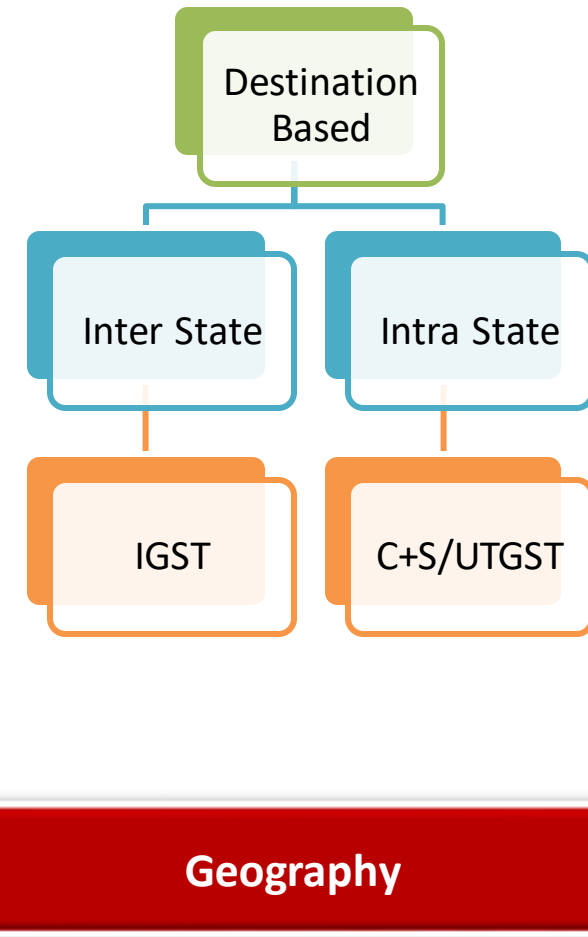 Destination
Based
Inter State
Intra State
IGST
C+S/UTGST
Geography